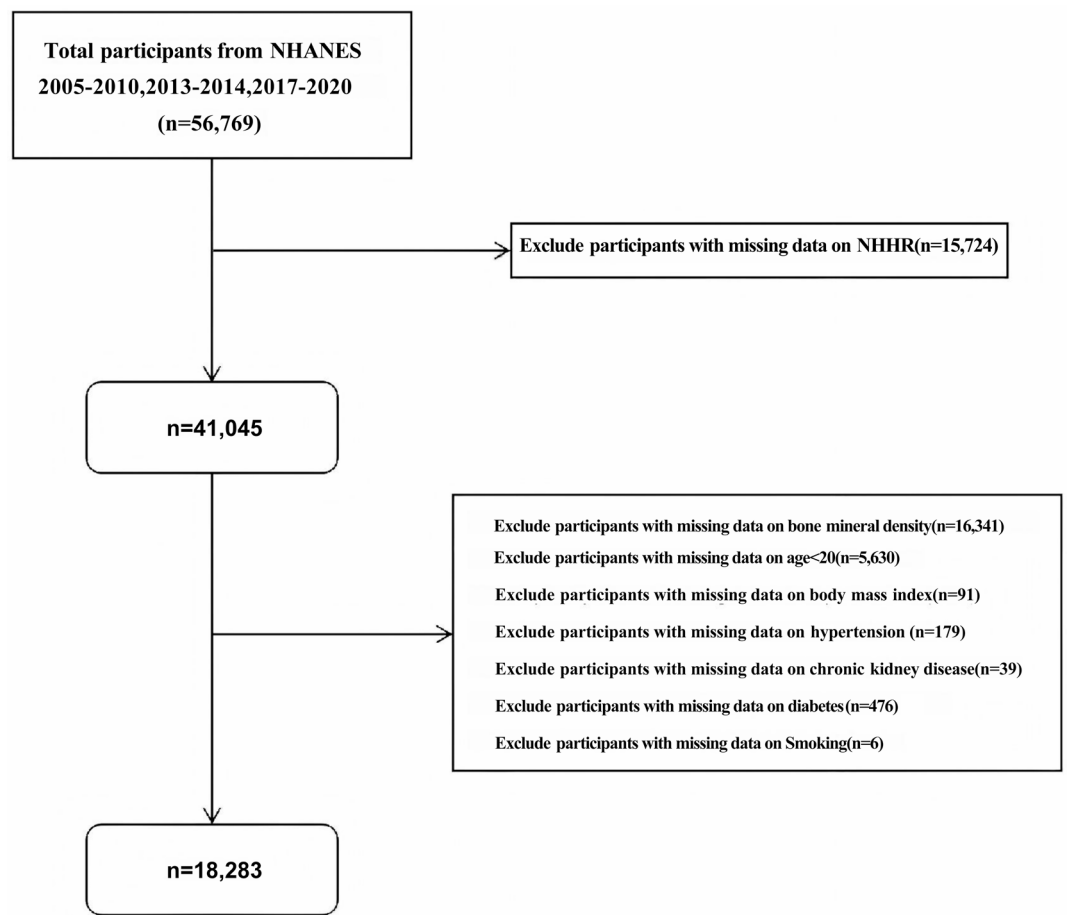 Total participants from NHANES
2005-2010,2013-2014,2017-2020
(n=56,769)
Exclude participants with missing data on NHHR(n=15,724)
n=41,045
Exclude participants with missing data on bone mineral density(n=16,341)
Exclude participants with missing data on age<20(n=5,630)
Exclude participants with missing data on body mass index(n=91)
Exclude participants with missing data on hypertension (n=179)
Exclude participants with missing data on chronic kidney disease(n=39)
Exclude participants with missing data on diabetes(n=476)
Exclude participants with missing data on Smoking(n=6)
n=18,283